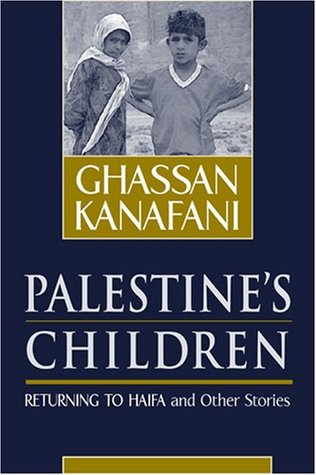 GHASSAN
KANAFANI
PALESTINE'S
CHILDREN
RETURNING TO HAIFA and Other Stories